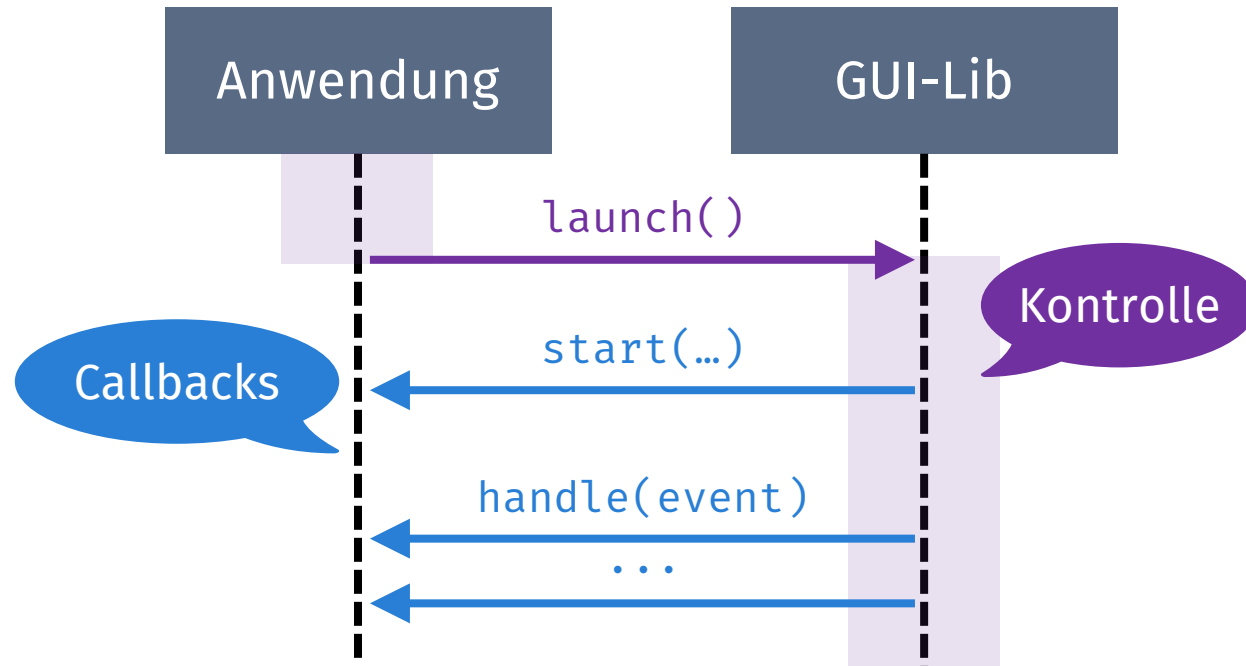 Anwendung
GUI-Lib
launch()
Kontrolle
start(…)
Callbacks
handle(event)
...